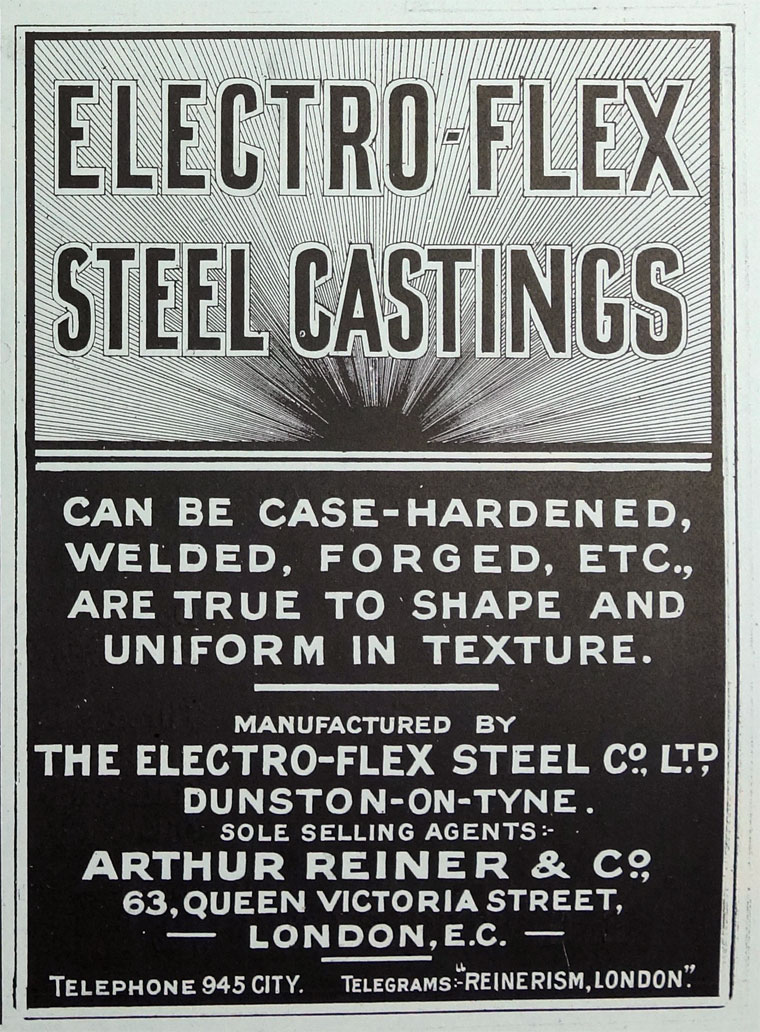 ELECTRO-FLEX
STEEL CASTINGS
CAN BE CASE-HARDENED,
WELDED, FORGED, ETC.,
ARE TRUE TO SHAPE AND
UNIFORM IN TEXTURE.
MANUFACTURED BY
THE ELECTRO-FLEX STEEL Co., LTD.,
DUNSTON-ON-TYNE.
SOLE SELLING AGENTS:-
ARTHUR REINER & Co.,
63, QUEEN VICTORIA STREET,
LONDON, E.C.
TELEPHONE 945 CITY. TELEGRAMS:- "REINERISM, LONDON."